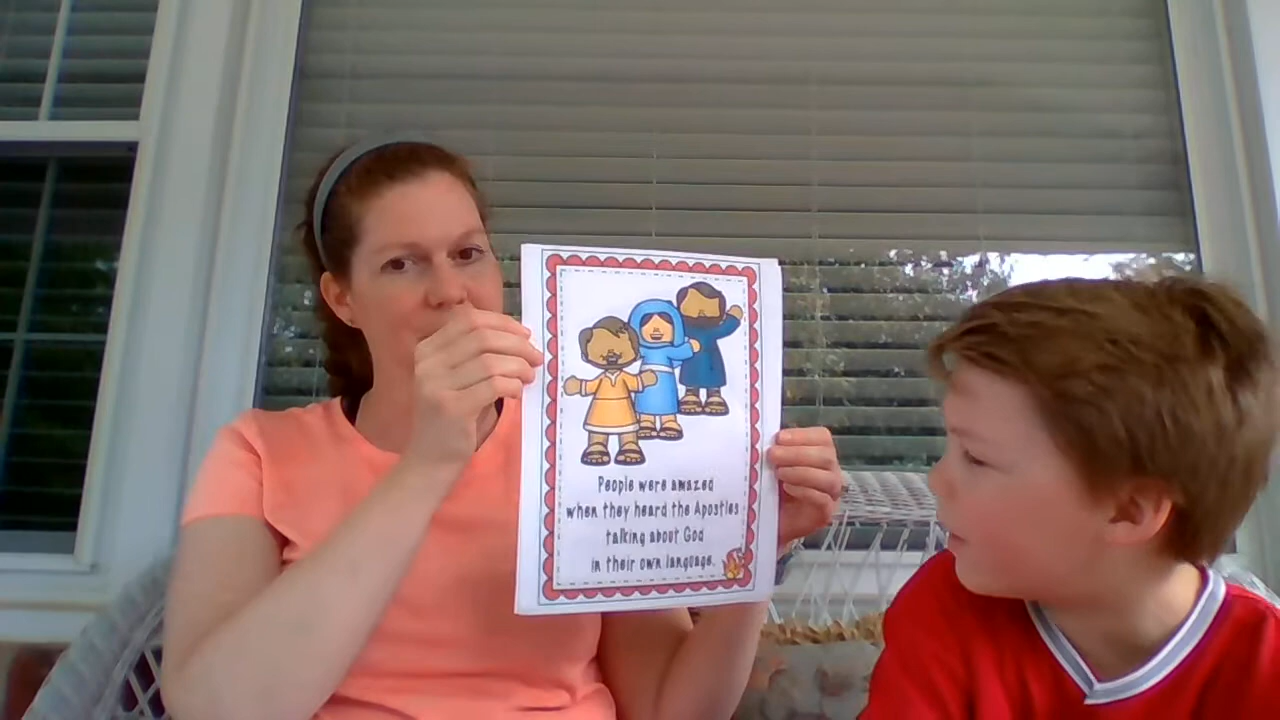 People were amazed
when they heard the Apostles
talking about God
in their own language.